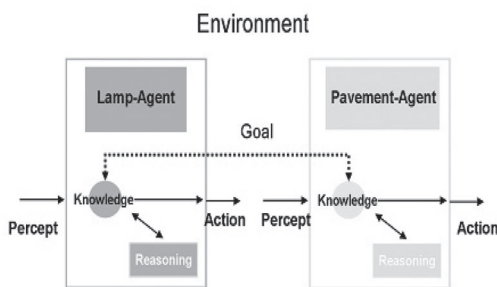 Environment
Lamp-Agent
Pavement-Agent
Goal
Knowledge
Knowledge
Percept
Action
Percept
Action
Reasoning
Reasoning